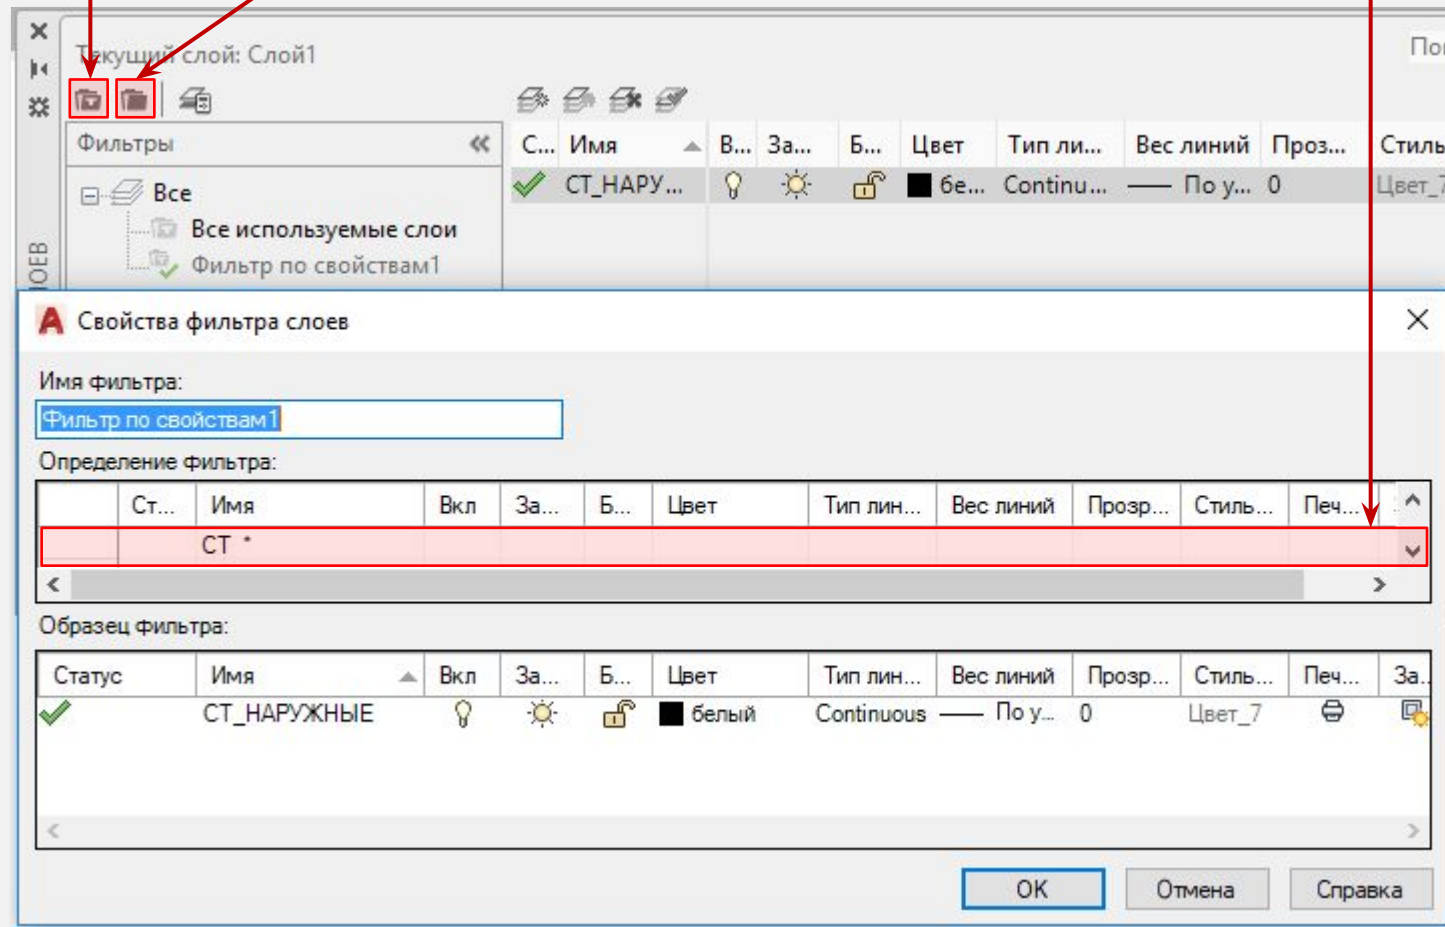 Текущий слой: Слой1
Фильтры
С... Имя В... За... Б... Цвет Тип ли... Вес линий Проз... Стиль
Все
СТ_НАРУ... бе... Continu... По у... 0 Цвет_7
Все используемые слои
Фильтр по свойствам1
Свойства фильтра слоев
Имя фильтра:
Фильтр по свойствам1
Определение фильтра:
Ст... Имя Вкл За... Б... Цвет Тип лин... Вес линий Прозр... Стиль... Печ...
СТ *
Образец фильтра:
Статус Имя Вкл За... Б... Цвет Тип лин... Вес линий Прозр... Стиль... Печ... За..
СТ_НАРУЖНЫЕ белый Continuous По у... 0 Цвет_7
ОК Отмена Справка